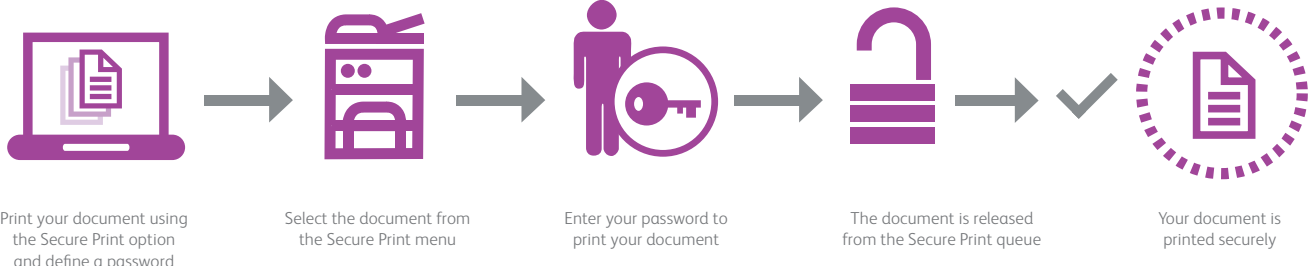 Print your document using
the Secure Print option
and define a password
Select the document from
the Secure Print menu
Enter your password to
print your document
The document is released
from the Secure Print queue
Your document is
printed securely